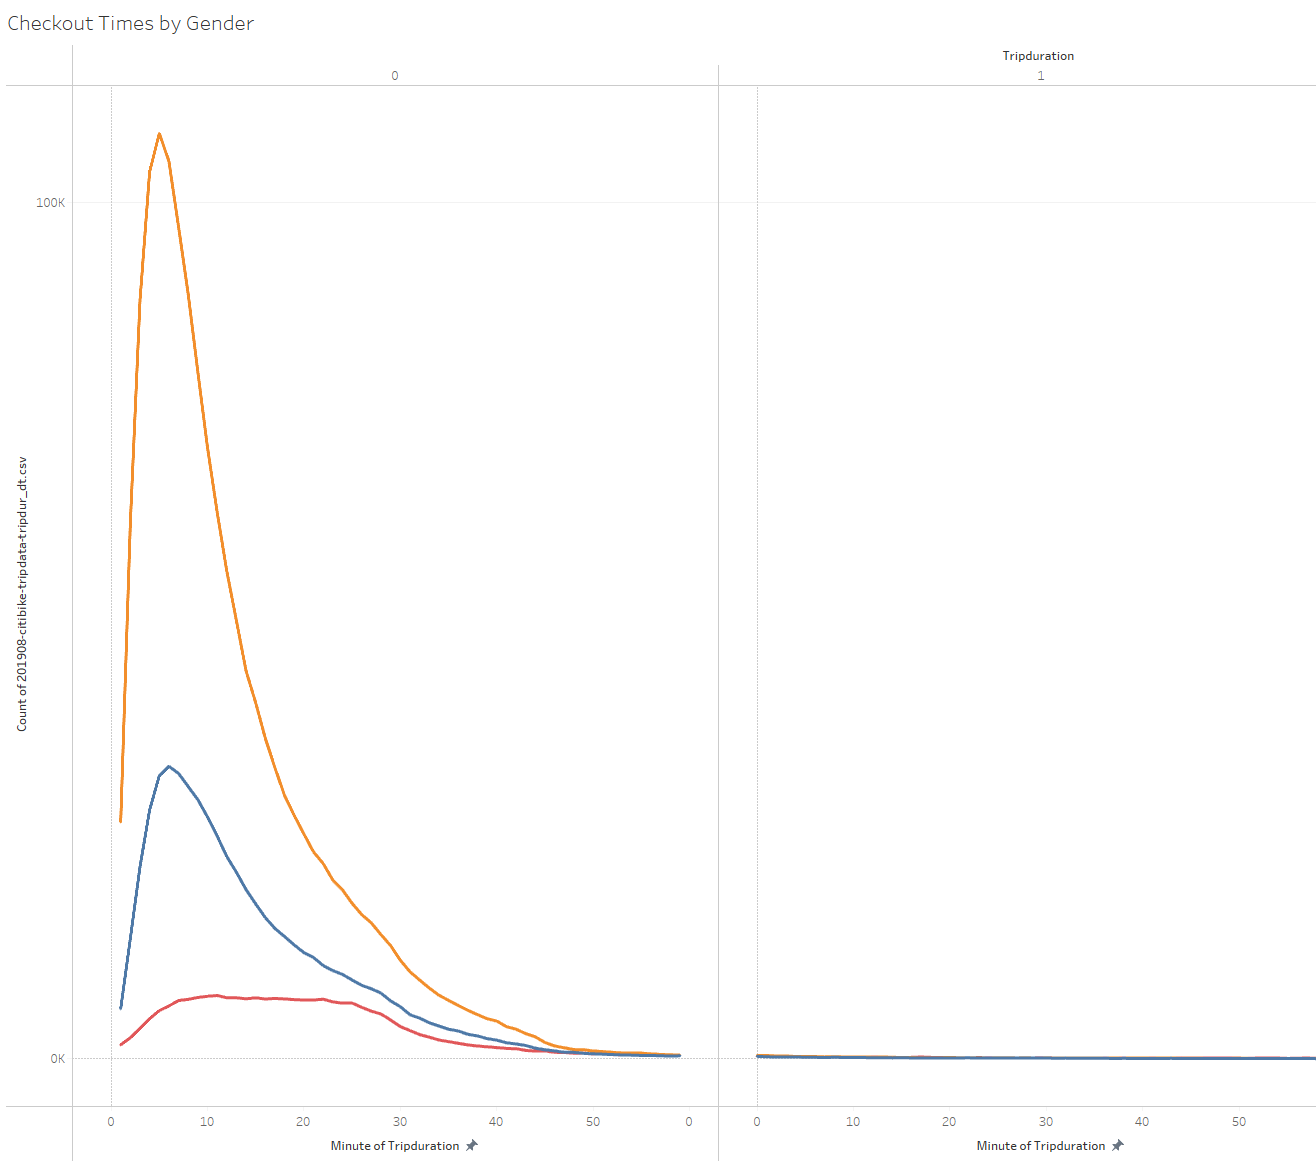 Checkout Times by Gender
Tripduration
0 1
100K
0K
Count of 201908-citibike-tripdata-tripdur_dt.csv
0 10 20 30 40 50 0 0 10 20 30 40 50
Minute of Tripduration Minute of Tripduration